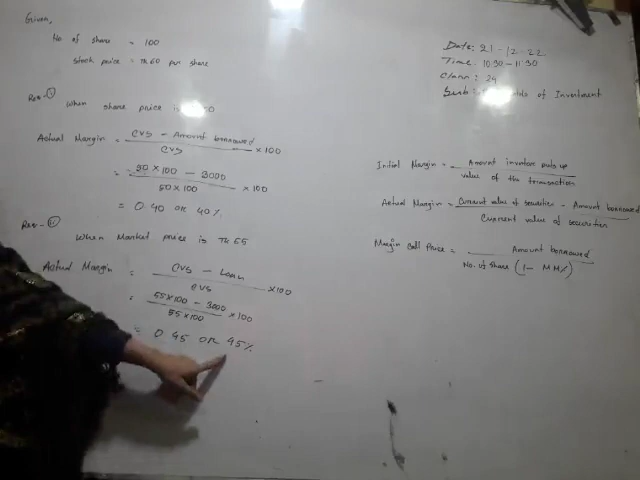 Given,
No of share = 100
Stock price = Tk 60 per share
Req-①
When share price is 50
Actual Margin = CVS - Amount borrowed / CVS × 100
= 50 × 100 - 3000 / 50 × 100 × 100
= 0.40 OR 40%
Req-②
When Market price is Tk 55
Actual Margin = CVS - Loan / CVS × 100
= 55×100 - 3000 / 55×100 × 100
= 0.45 OR 45%
Date: 21-12-22
Time: 10:30-11:30
Class: 29
Sub: of Investment
Initial Margin = Amount investor puts up / value of the transaction
Actual Margin = Current value of securities - Amount borrowed / Current value of securities
Margin Call Price = Amount borrowed / No. of share (1- MM%)